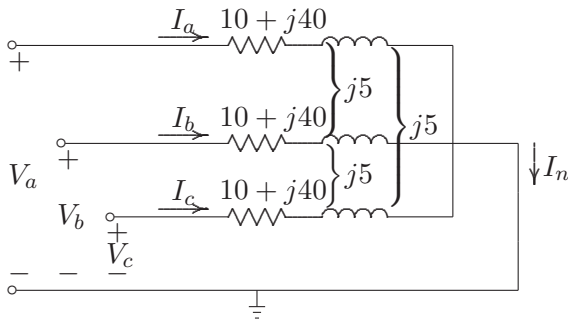 I_a 10 + j40
+
j5
I_b 10 + j40
j5
+
V_a
I_n
j5
I_c 10 + j40
V_b
+
V_c
− − −